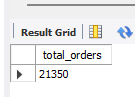 Result Grid
total_orders
21350